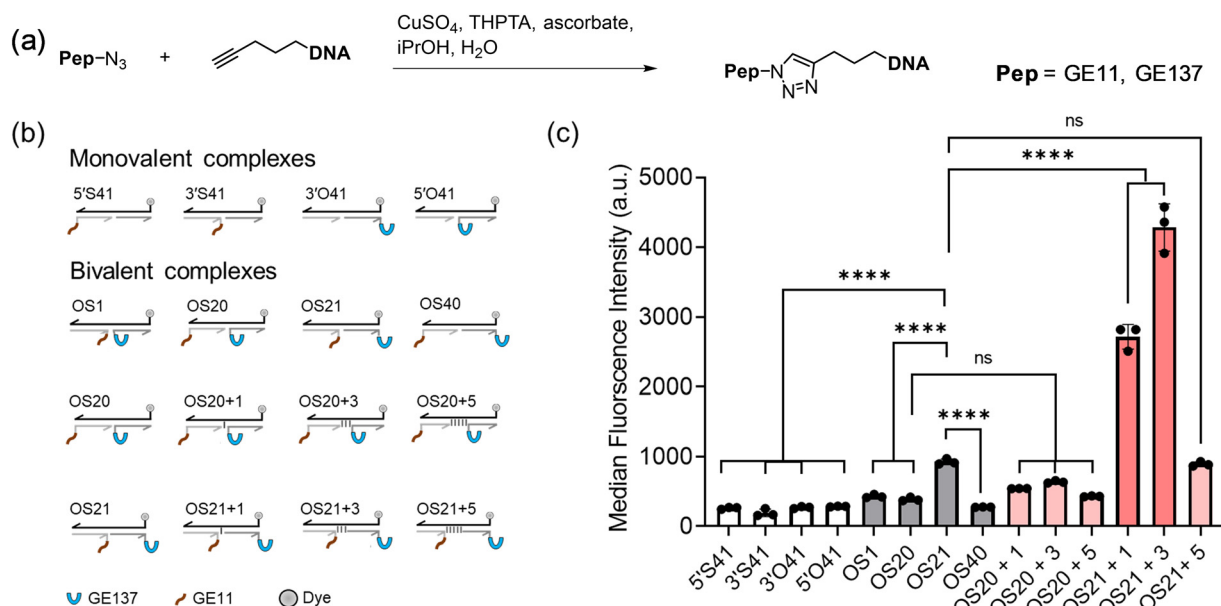 (a)
Pep–N₃ + DNA
CuSO₄, THPTA, ascorbate,
iPrOH, H₂O
Pep–N N=N DNA
Pep = GE11, GE137
(b)
Monovalent complexes
5′S41 3′S41 3′O41 5′O41
Bivalent complexes
OS1 OS20 OS21 OS40
OS20 OS20+1 OS20+3 OS20+5
OS21 OS21+1 OS21+3 OS21+5
GE137 GE11 Dye
(c)
ns
****
****
****
ns
****
Median Fluorescence Intensity (a.u.)
5000
4000
3000
2000
1000
0
5'S41 3'S41 3'O41 5'O41 OS1 OS20 OS21 OS40 OS20 + 1 OS20 + 3 OS20 + 5 OS21 + 1 OS21 + 3 OS21+ 5